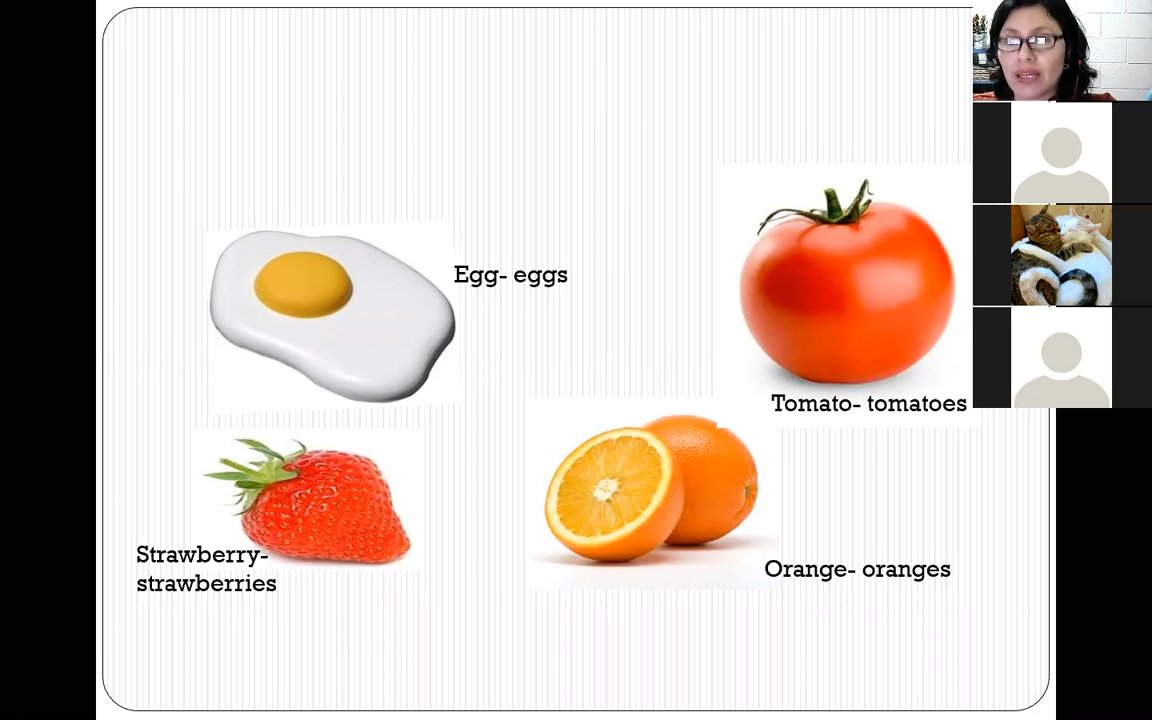 Egg- eggs
Tomato- tomatoes
Strawberry-
strawberries
Orange- oranges